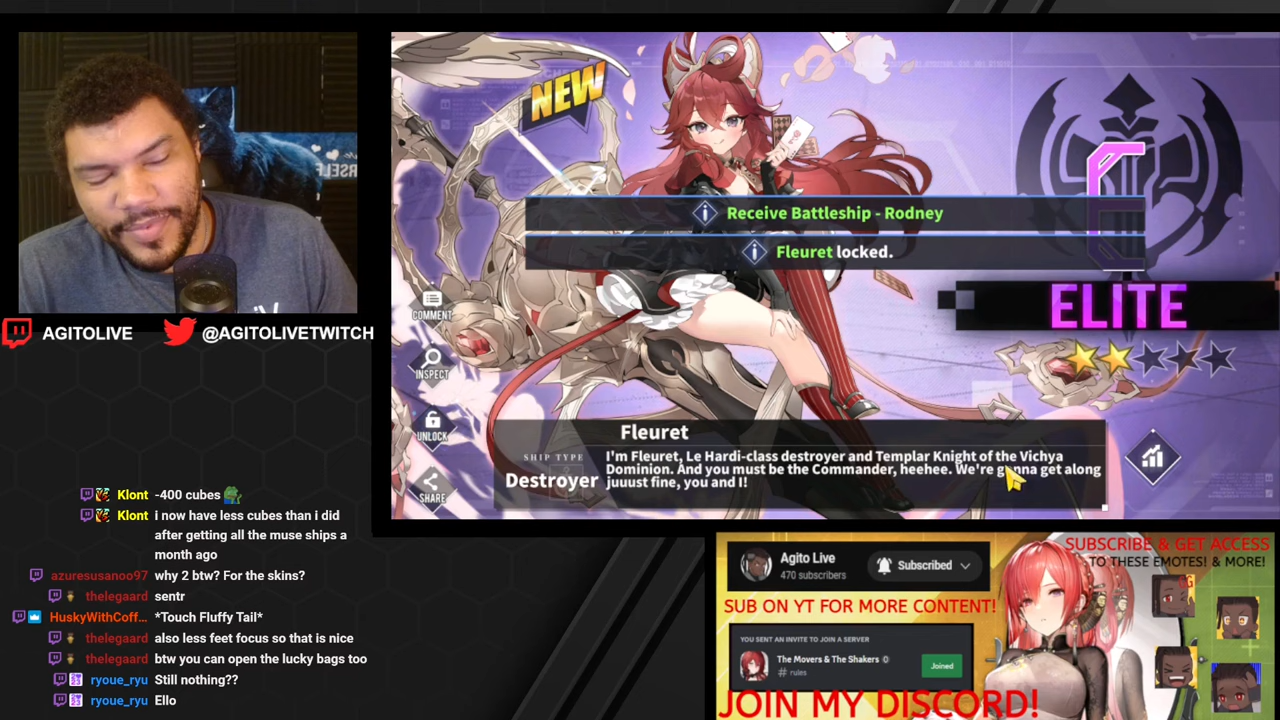 NEW
Receive Battleship - Rodney
Fleuret locked.
ELITE
COMMENT
INSPECT
UNLOCK
SHARE
Fleuret
SHIP TYPE
Destroyer
I'm Fleuret, Le Hardi-class destroyer and Templar Knight of the Vichya
Dominion. And you must be the Commander, heehee. We're gonna get along
juuust fine, you and I!
AGITOLIVE
@AGITOLIVETWITCH
Klont -400 cubes
Klont i now have less cubes than i did
after getting all the muse ships a
month ago
azuresusanoo97 why 2 btw? For the skins?
thelegaard sentr
HuskyWithCoff... *Touch Fluffy Tail*
thelegaard also less feet focus so that is nice
thelegaard btw you can open the lucky bags too
ryoue_ryu Still nothing??
ryoue_ryu Ello
Agito Live
470 subscribers
Subscribed
SUB ON YT FOR MORE CONTENT!
YOU SENT AN INVITE TO JOIN A SERVER
The Movers & The Shakers
# rules
Joined
JOIN MY DISCORD!
SUBSCRIBE & GET ACCESS
TO THESE EMOTES! & MORE!